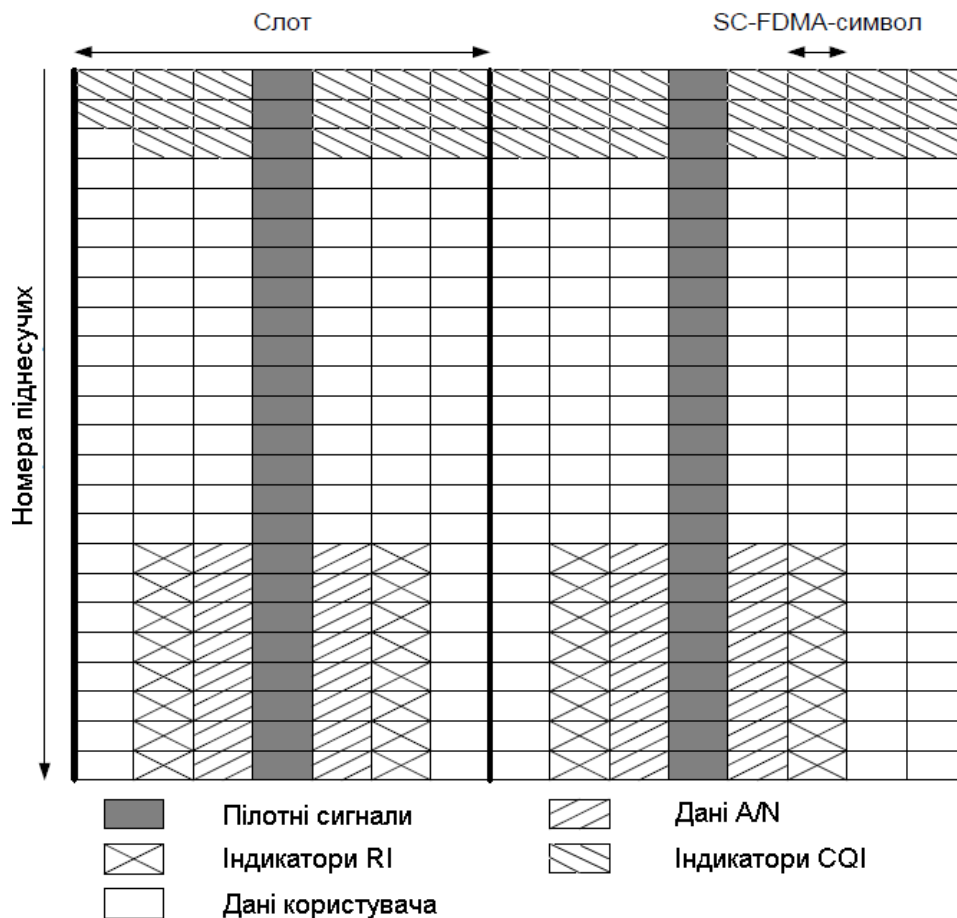 Слот
SC-FDMA-символ
Номера піднесучих
Пілотні сигнали
Дані A/N
Індикатори RI
Індикатори CQI
Дані користувача